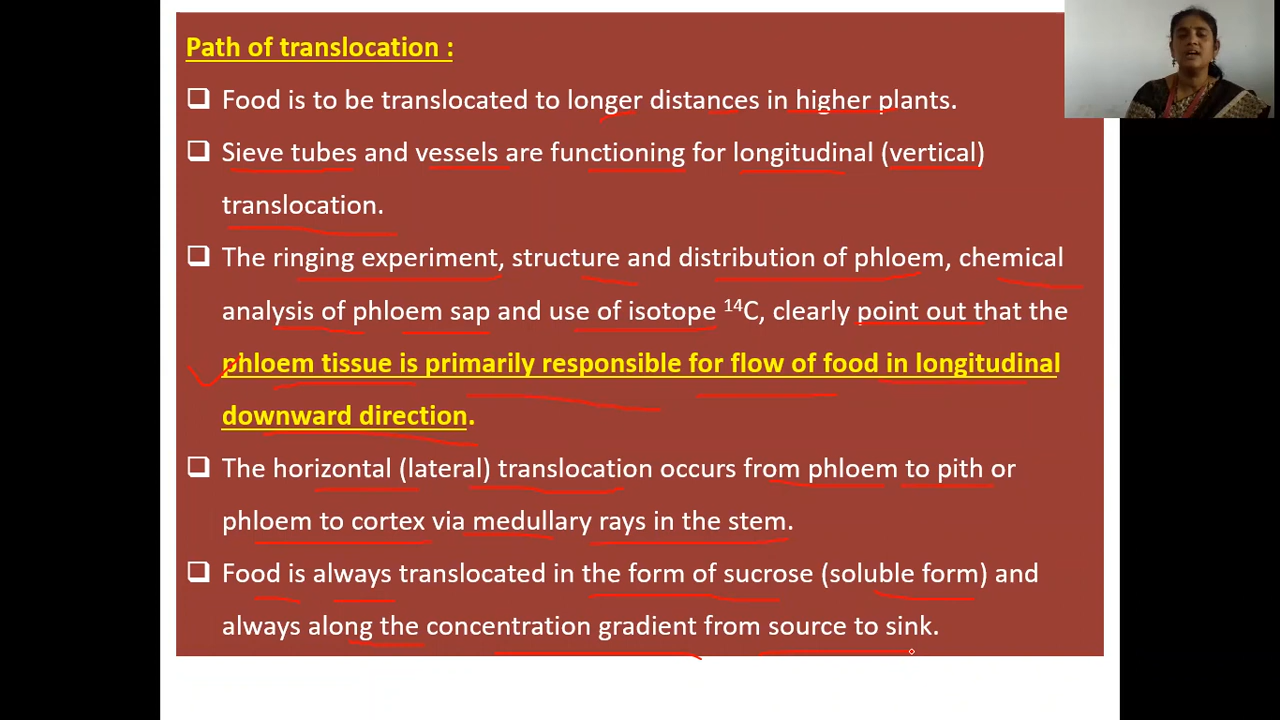 Path of translocation :
❑ Food is to be translocated to longer distances in higher plants.
❑ Sieve tubes and vessels are functioning for longitudinal (vertical)
translocation.
❑ The ringing experiment, structure and distribution of phloem, chemical
analysis of phloem sap and use of isotope ¹⁴C, clearly point out that the
phloem tissue is primarily responsible for flow of food in longitudinal
downward direction.
❑ The horizontal (lateral) translocation occurs from phloem to pith or
phloem to cortex via medullary rays in the stem.
❑ Food is always translocated in the form of sucrose (soluble form) and
always along the concentration gradient from source to sink.